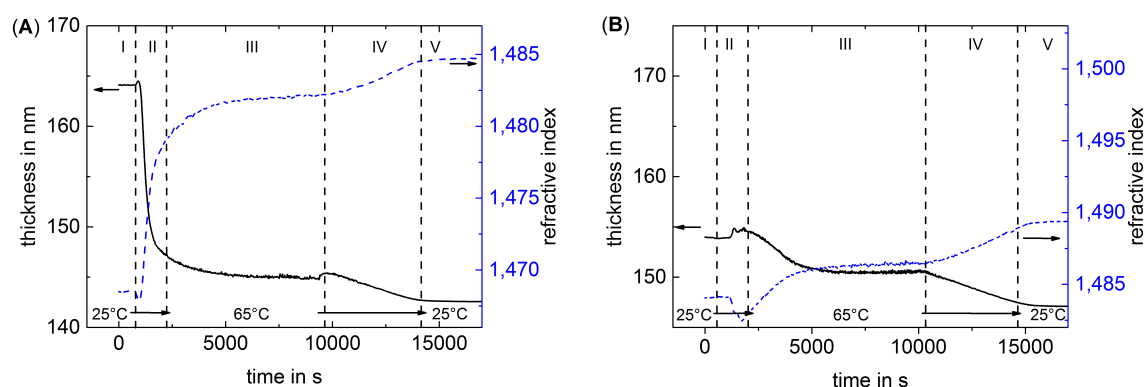 (A)
170
160
150
140
thickness in nm
I II III IV V
1,485
1,480
1,475
1,470
refractive index
25°C 65°C 25°C
0 5000 10000 15000
time in s
(B)
170
160
150
thickness in nm
I II III IV V
1,500
1,495
1,490
1,485
refractive index
25°C 65°C 25°C
0 5000 10000 15000
time in s